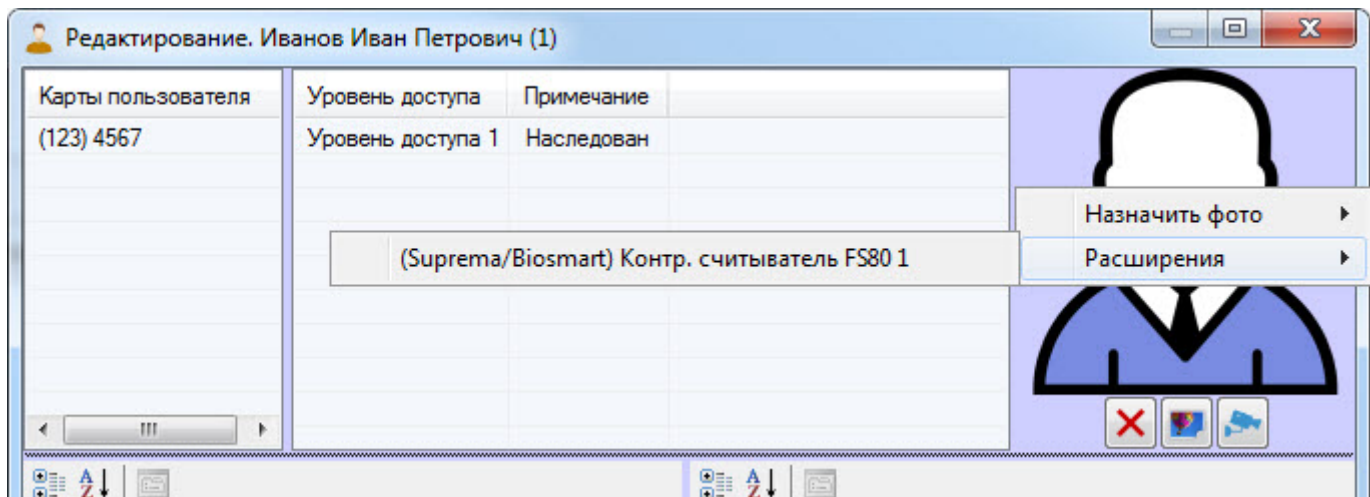 Редактирование. Иванов Иван Петрович (1)
Карты пользователя Уровень доступа Примечание
(123) 4567 Уровень доступа 1 Наследован
Назначить фото
(Suprema/Biosmart) Контр. считыватель FS80 1 Расширения